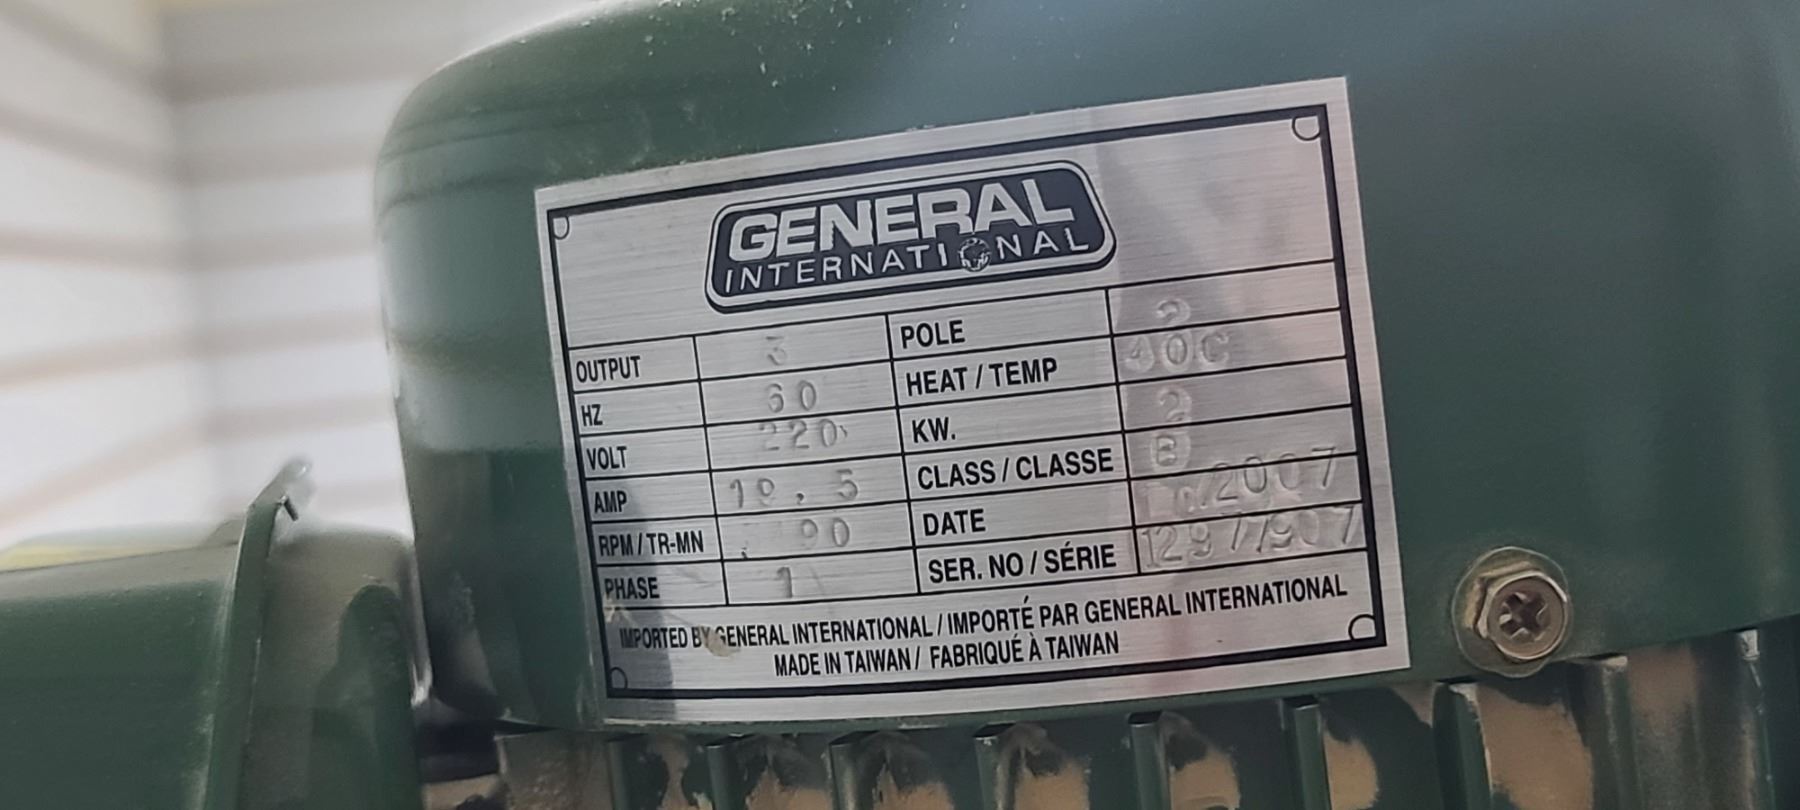 GENERAL
INTERNATIONAL
OUTPUT 3 POLE 2
HZ 60 HEAT / TEMP 40C
VOLT 220 KW. 2
AMP 19.5 CLASS / CLASSE B
RPM / TR-MN DATE
PHASE 1 SER. NO / SÉRIE
IMPORTED BY GENERAL INTERNATIONAL / IMPORTÉ PAR GENERAL INTERNATIONAL
MADE IN TAIWAN / FABRIQUÉ À TAIWAN